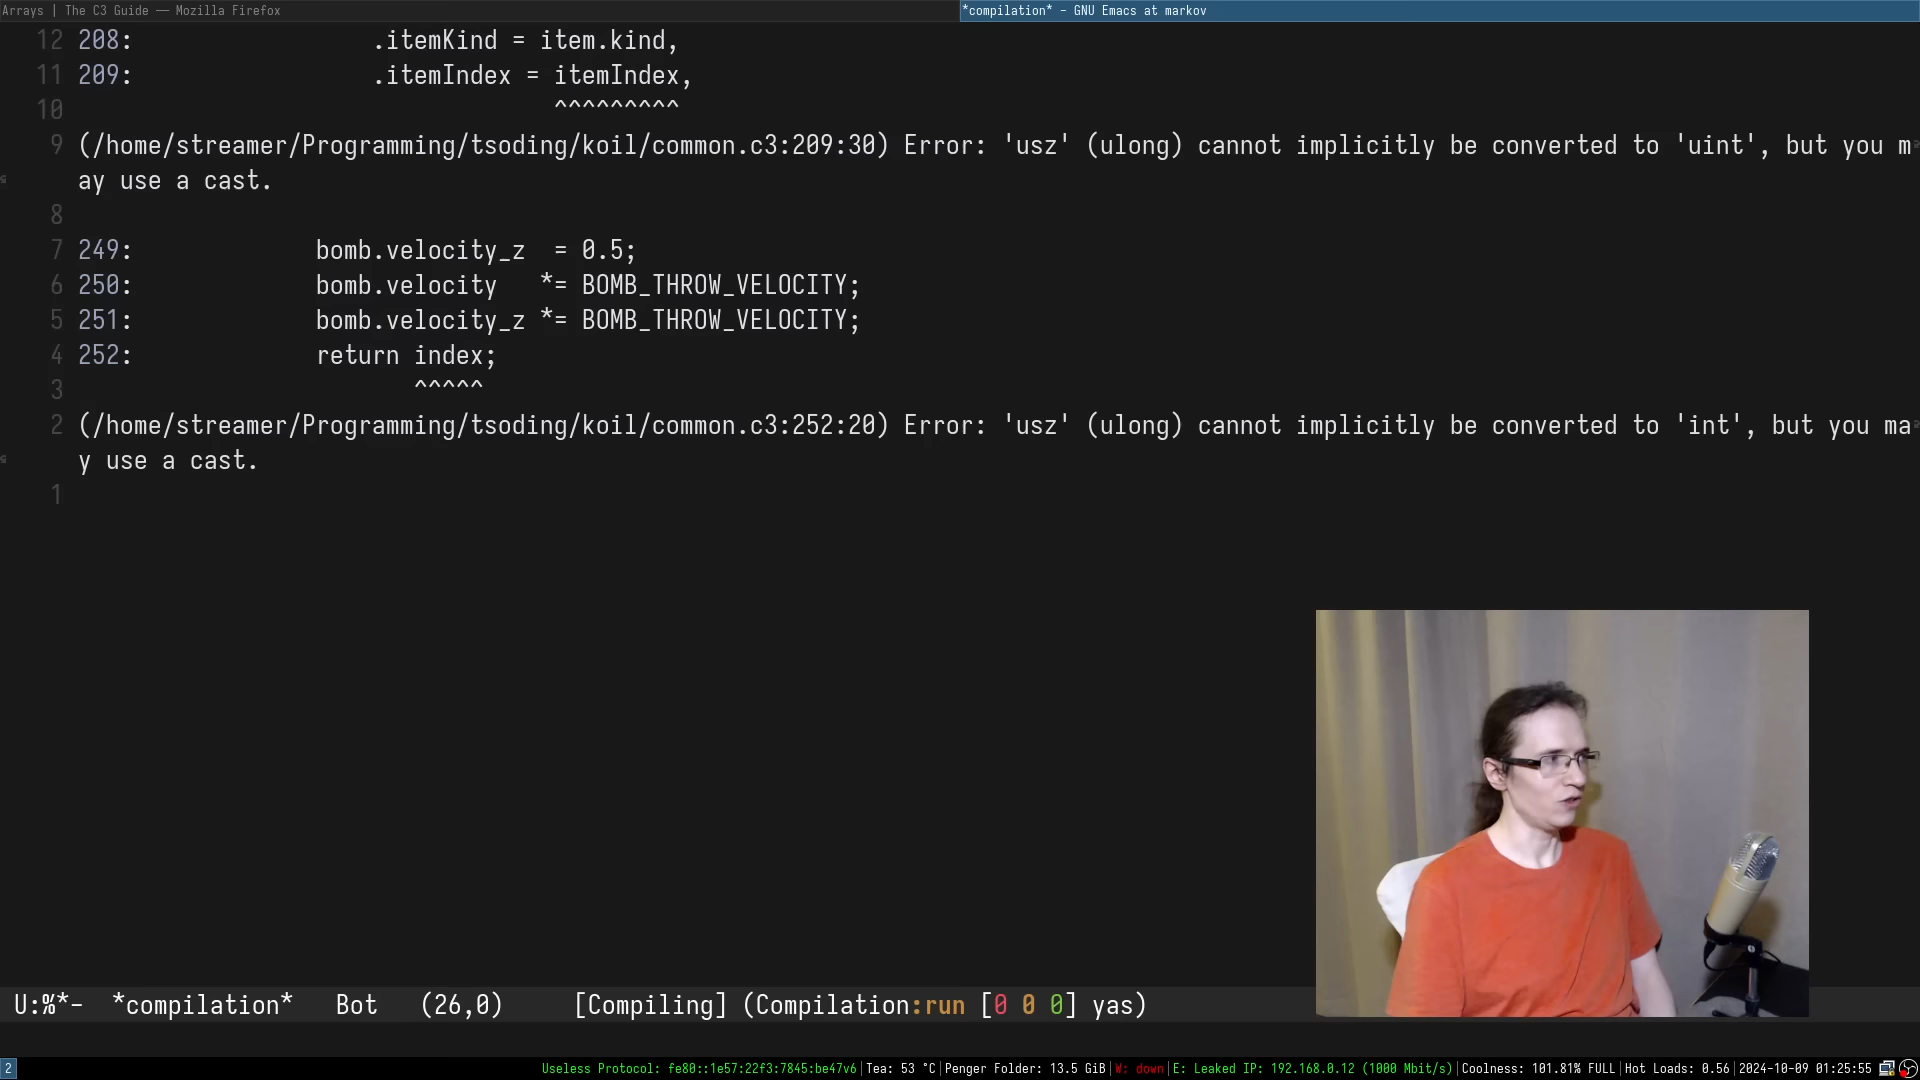 Arrays | The C3 Guide — Mozilla Firefox
*compilation* - GNU Emacs at markov
12 208:                 .itemKind = item.kind,
11 209:                 .itemIndex = itemIndex,
10                                   ^^^^^^^^^
9 (/home/streamer/Programming/tsoding/koil/common.c3:209:30) Error: 'usz' (ulong) cannot implicitly be converted to 'uint', but you m
ay use a cast.
8
7 249:             bomb.velocity_z  = 0.5;
6 250:             bomb.velocity   *= BOMB_THROW_VELOCITY;
5 251:             bomb.velocity_z *= BOMB_THROW_VELOCITY;
4 252:             return index;
3                         ^^^^^
2 (/home/streamer/Programming/tsoding/koil/common.c3:252:20) Error: 'usz' (ulong) cannot implicitly be converted to 'int', but you ma
y use a cast.
1
U:%*-  *compilation*   Bot   (26,0)     [Compiling] (Compilation:run [0 0 0] yas)
2 Useless Protocol: fe80::1e57:22f3:7845:be47v6|Tea: 53 °C|Penger Folder: 13.5 GiB|W: down|E: Leaked IP: 192.168.0.12 (1000 Mbit/s)|Coolness: 101.81% FULL|Hot Loads: 0.56|2024-10-09 01:25:55